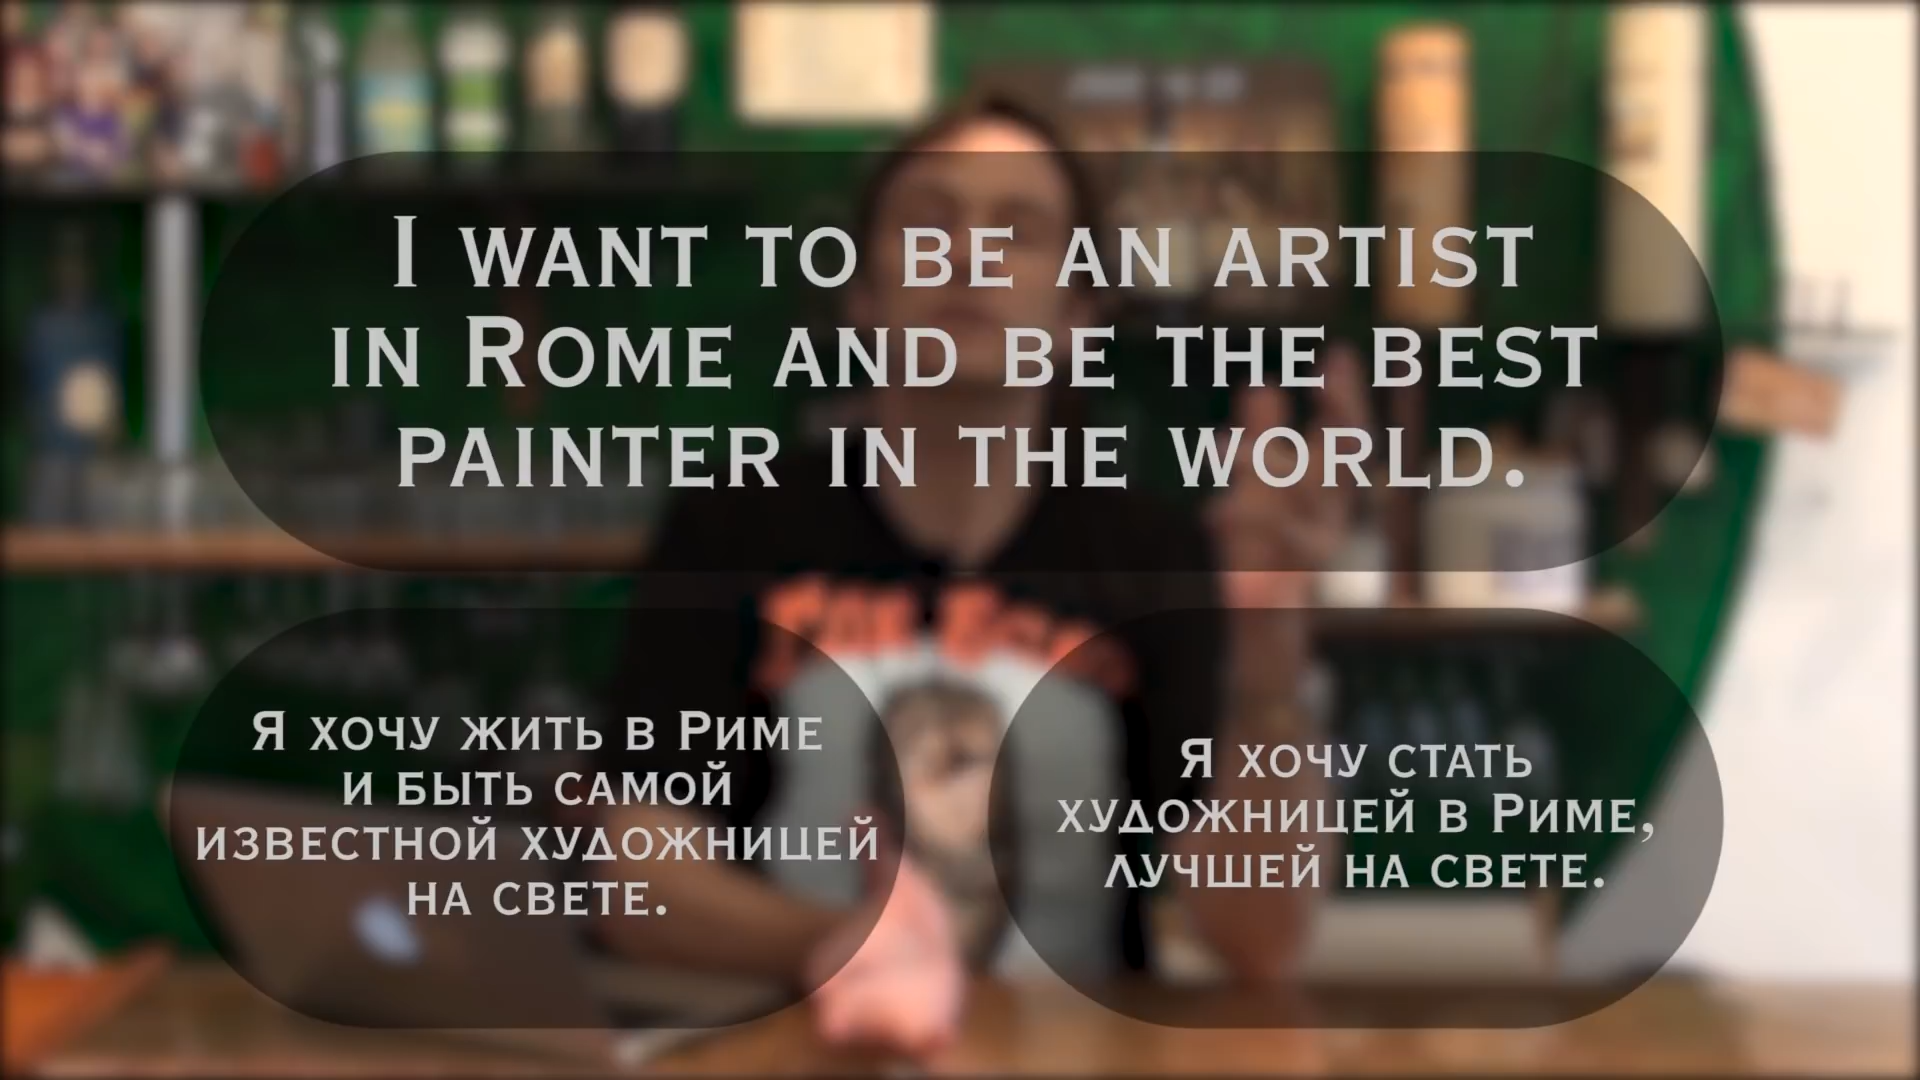 I want to be an artist
in Rome and be the best
painter in the world.
Я хочу жить в Риме
и быть самой
известной художницей
на свете.
Я хочу стать
художницей в Риме,
лучшей на свете.